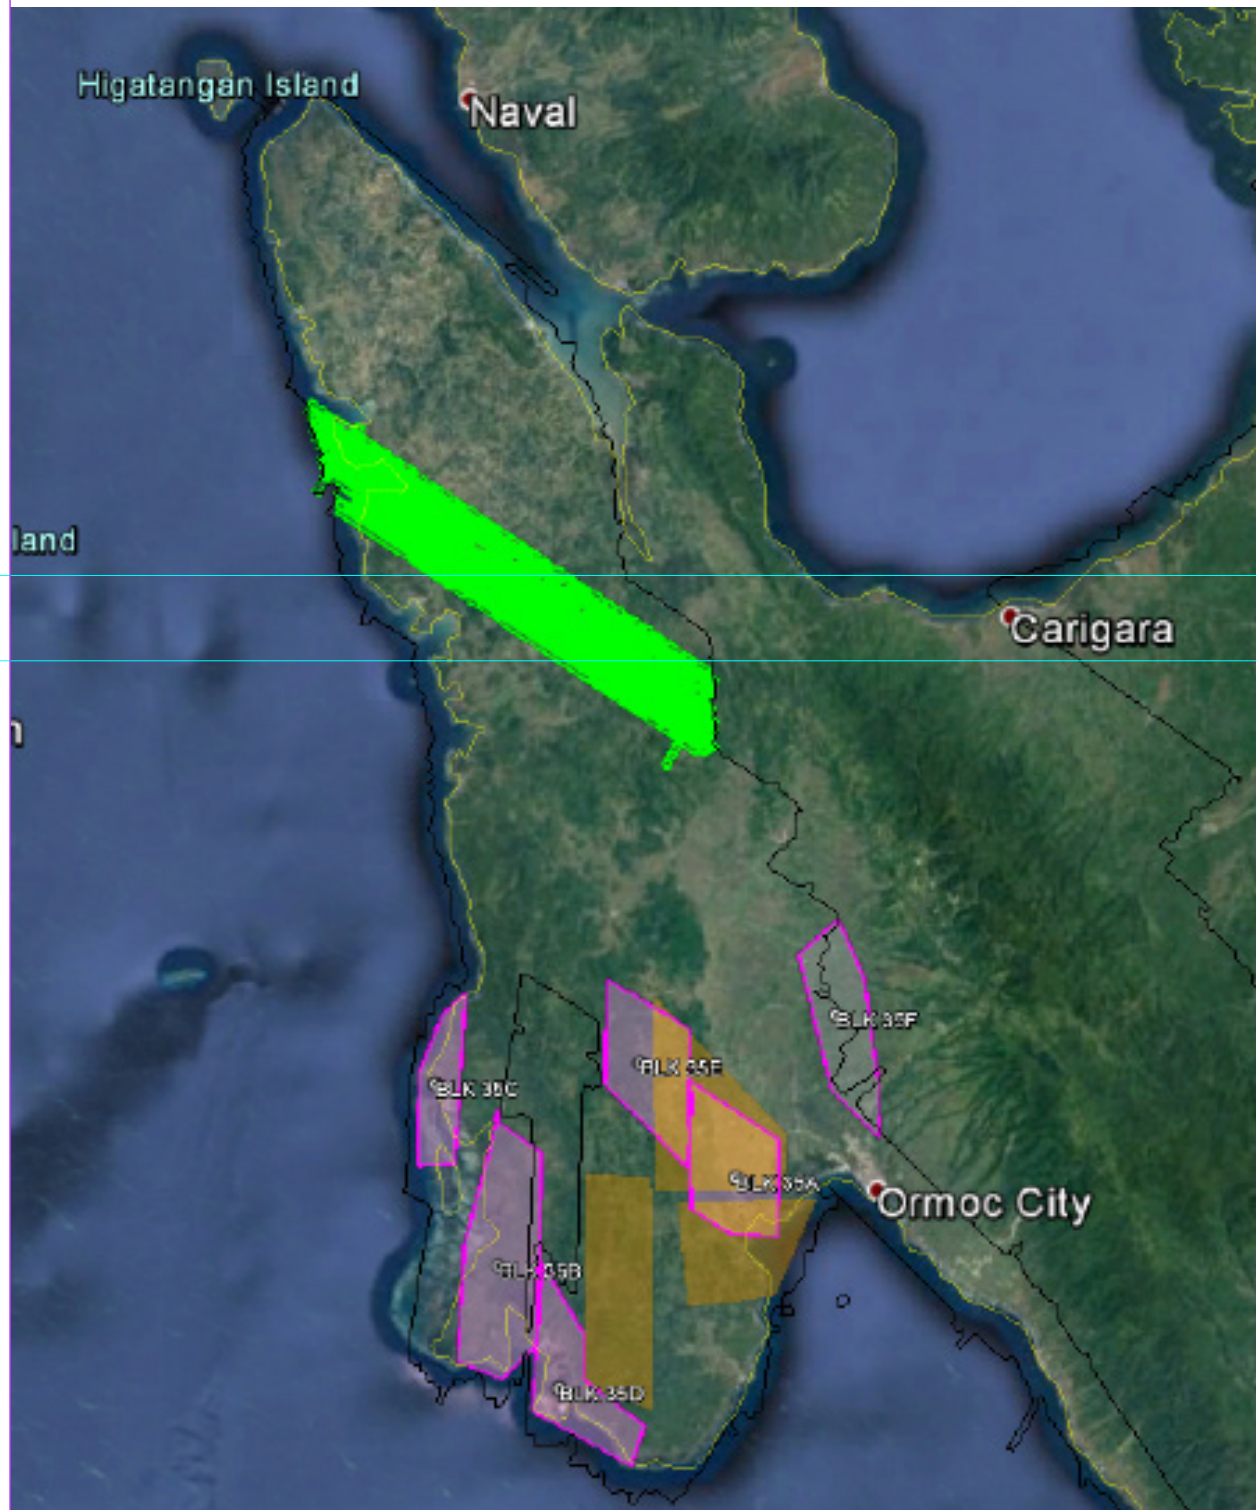 Higatangan Island
Naval
land
Carigara
n
BLK 35F
BLK 35E
BLK 35C
BLK 35A
Ormoc City
BLK 35B
BLK 35D